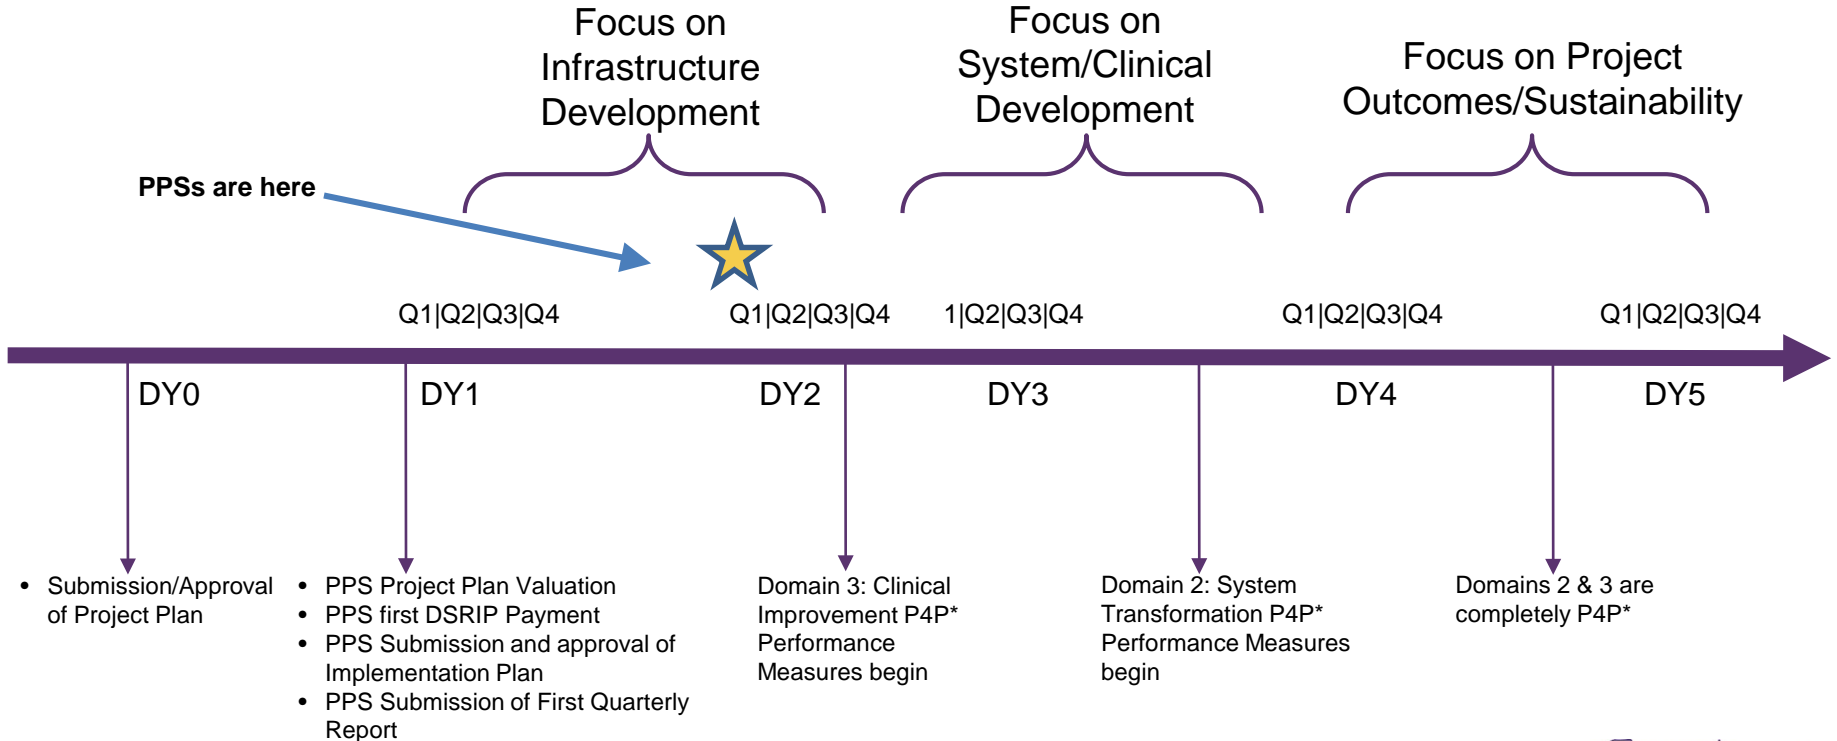 Focus on
Infrastructure
Development
Focus on
System/Clinical
Development
Focus on Project
Outcomes/Sustainability
PPSs are here
Q1|Q2|Q3|Q4
Q1|Q2|Q3|Q4
1|Q2|Q3|Q4
Q1|Q2|Q3|Q4
Q1|Q2|Q3|Q4
DY0
DY1
DY2
DY3
DY4
DY5
• Submission/Approval
of Project Plan
• PPS Project Plan Valuation
• PPS first DSRIP Payment
• PPS Submission and approval of
Implementation Plan
• PPS Submission of First Quarterly
Report
Domain 3: Clinical
Improvement P4P*
Performance
Measures begin
Domain 2: System
Transformation P4P*
Performance Measures
begin
Domains 2 & 3 are
completely P4P*